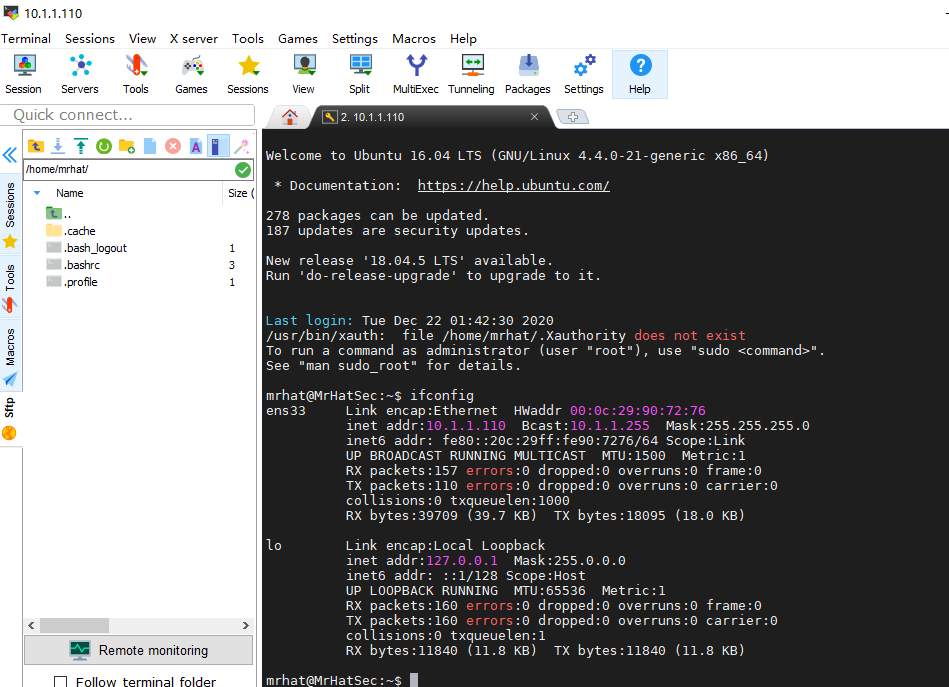 10.1.1.110
Terminal Sessions View X server Tools Games Settings Macros Help
Session Servers Tools Games Sessions View Split MultiExec Tunneling Packages Settings Help
Quick connect...
2. 10.1.1.110
/home/mrhat/
Name Size (
..
.cache
.bash_logout 1
.bashrc 3
.profile 1
Sessions
Tools
Macros
Sftp
Remote monitoring
Follow terminal folder
Welcome to Ubuntu 16.04 LTS (GNU/Linux 4.4.0-21-generic x86_64)
* Documentation:  https://help.ubuntu.com/
278 packages can be updated.
187 updates are security updates.
New release '18.04.5 LTS' available.
Run 'do-release-upgrade' to upgrade to it.
Last login: Tue Dec 22 01:42:30 2020
/usr/bin/xauth:  file /home/mrhat/.Xauthority does not exist
To run a command as administrator (user "root"), use "sudo <command>".
See "man sudo_root" for details.
mrhat@MrHatSec:~$ ifconfig
ens33     Link encap:Ethernet  HWaddr 00:0c:29:90:72:76
          inet addr:10.1.1.110  Bcast:10.1.1.255  Mask:255.255.255.0
          inet6 addr: fe80::20c:29ff:fe90:7276/64 Scope:Link
          UP BROADCAST RUNNING MULTICAST  MTU:1500  Metric:1
          RX packets:157 errors:0 dropped:0 overruns:0 frame:0
          TX packets:110 errors:0 dropped:0 overruns:0 carrier:0
          collisions:0 txqueuelen:1000
          RX bytes:39709 (39.7 KB)  TX bytes:18095 (18.0 KB)
lo        Link encap:Local Loopback
          inet addr:127.0.0.1  Mask:255.0.0.0
          inet6 addr: ::1/128 Scope:Host
          UP LOOPBACK RUNNING  MTU:65536  Metric:1
          RX packets:160 errors:0 dropped:0 overruns:0 frame:0
          TX packets:160 errors:0 dropped:0 overruns:0 carrier:0
          collisions:0 txqueuelen:1
          RX bytes:11840 (11.8 KB)  TX bytes:11840 (11.8 KB)
mrhat@MrHatSec:~$